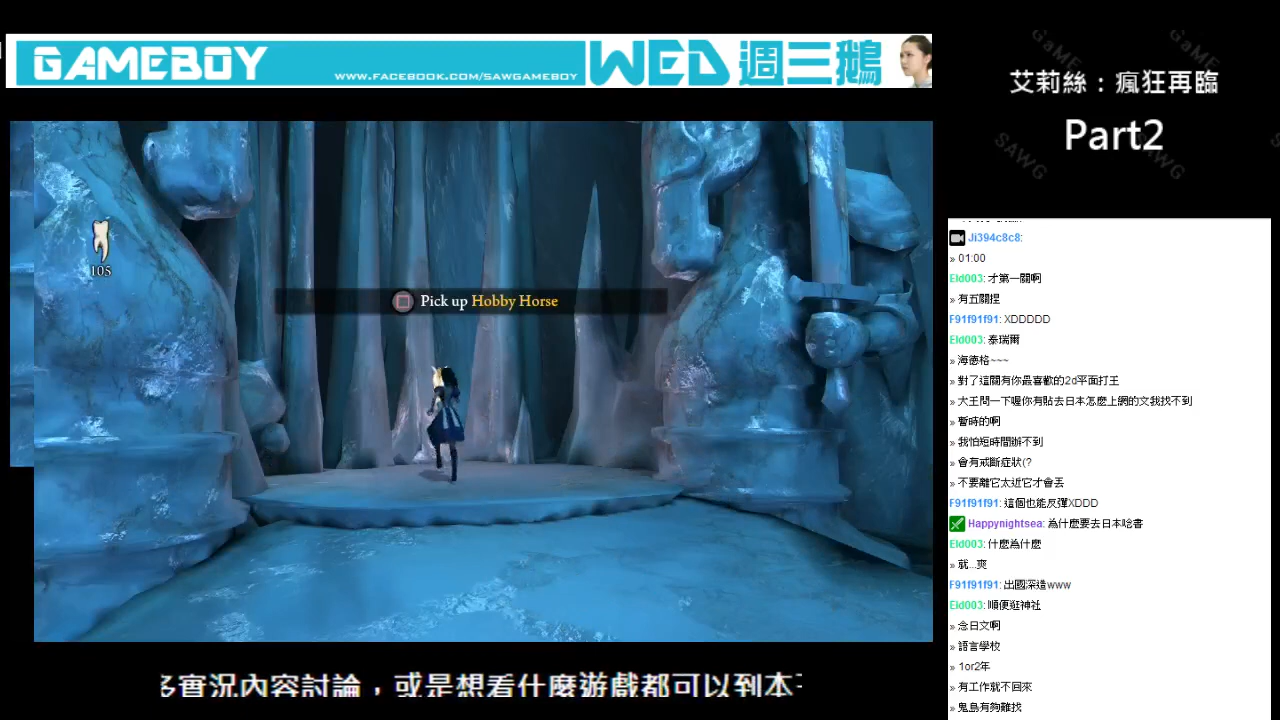 GAMEBOY
WWW.FACEBOOK.COM/SAWGAMEBOY
WED週三鵝
GaME
GaME
艾莉絲：瘋狂再臨
Part2
SAWG
SAWG
105
Pick up Hobby Horse
Ji394c8c8:
» 01:00
Eld003: 才第一關啊
» 有五關捏
F91f91f91: XDDDDD
Eld003: 泰瑞爾
» 海德格~~~
» 對了這關有你最喜歡的2d平面打王
» 大王問一下喔你有貼去日本怎麼上網的文我找不到
» 暫時的啊
» 我怕短時間辦不到
» 會有戒斷症狀(?
» 不要離它太近它才會丟
F91f91f91: 這個也能反彈XDDD
Happynightsea: 為什麼要去日本唸書
Eld003: 什麼為什麼
» 就...爽
F91f91f91: 出國深造www
Eld003: 順便逛神社
» 念日文啊
» 語言學校
» 1or2年
» 有工作就不回來
» 鬼島有夠難找
多實況內容討論，或是想看什麼遊戲都可以到本